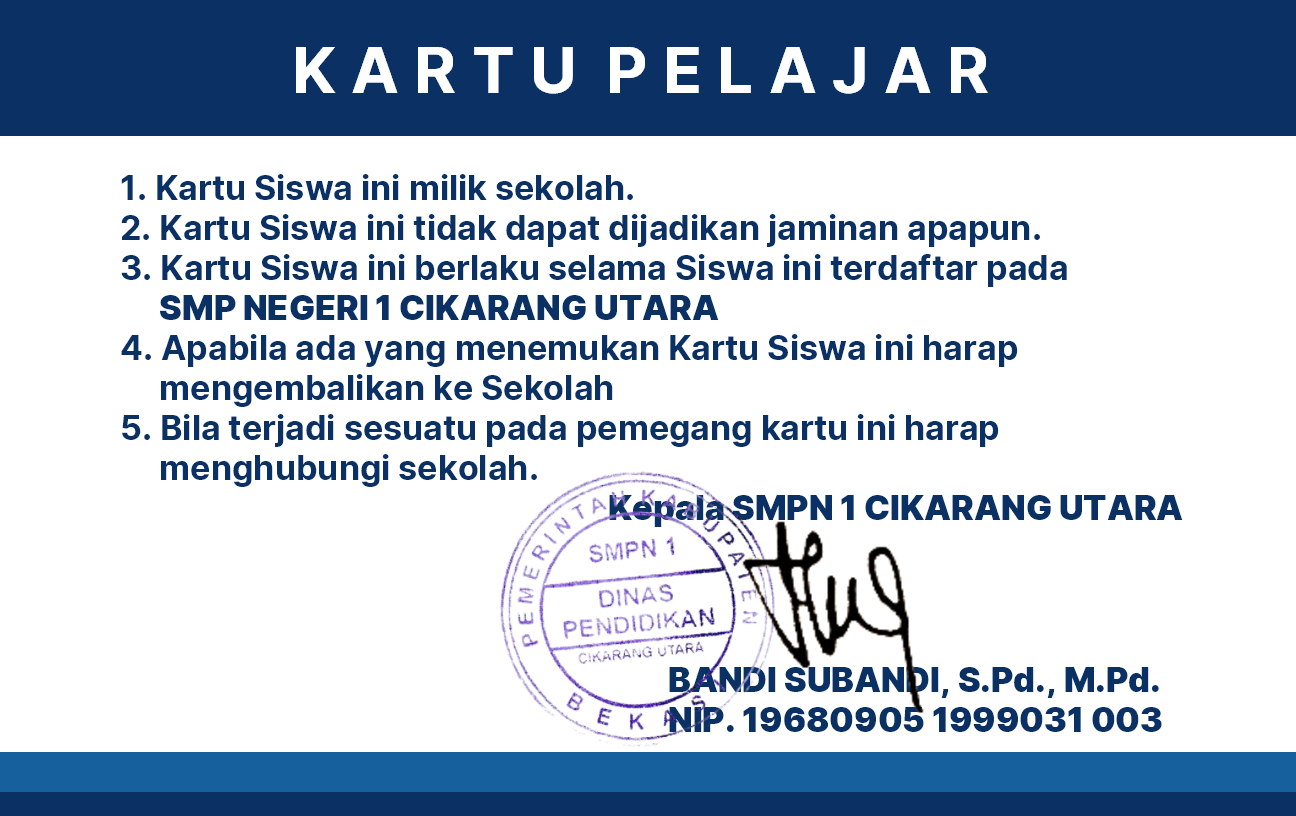 KARTU PELAJAR
1. Kartu Siswa ini milik sekolah.
2. Kartu Siswa ini tidak dapat dijadikan jaminan apapun.
3. Kartu Siswa ini berlaku selama Siswa ini terdaftar pada
SMP NEGERI 1 CIKARANG UTARA
4. Apabila ada yang menemukan Kartu Siswa ini harap
mengembalikan ke Sekolah
5. Bila terjadi sesuatu pada pemegang kartu ini harap
menghubungi sekolah.
Kepala SMPN 1 CIKARANG UTARA
PEMERINTAH KABUPATEN
SMPN 1
DINAS
PENDIDIKAN
CIKARANG UTARA
BEKASI
BANDI SUBANDI, S.Pd., M.Pd.
NIP. 19680905 1999031 003